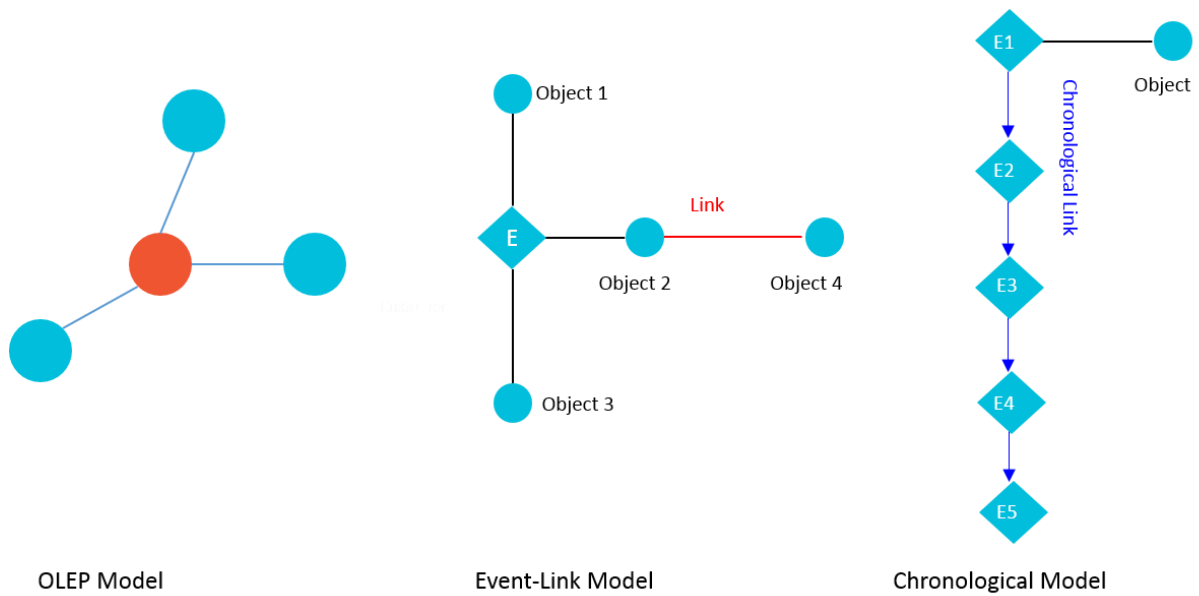 Object 1
E
Object 2
Link
Object 4
Object 3
E1
Object
Chronological Link
E2
E3
E4
E5
OLEP Model
Event-Link Model
Chronological Model